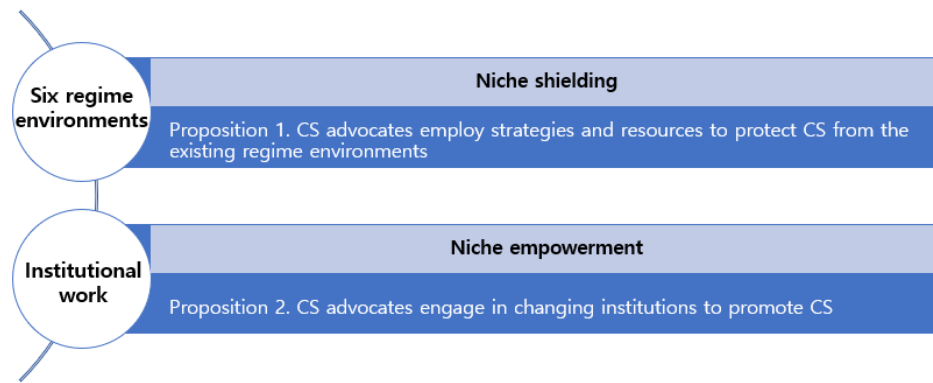 Six regime
environments
Niche shielding
Proposition 1. CS advocates employ strategies and resources to protect CS from the
existing regime environments
Institutional
work
Niche empowerment
Proposition 2. CS advocates engage in changing institutions to promote CS